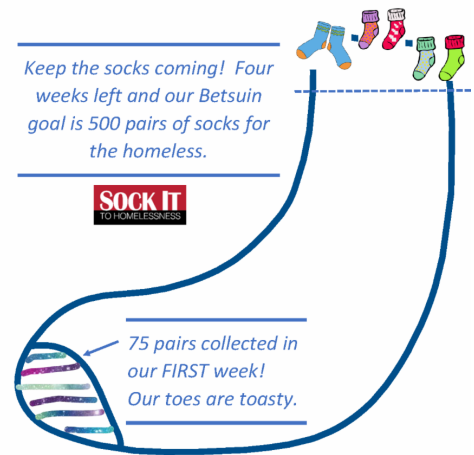 Keep the socks coming! Four
weeks left and our Betsuin
goal is 500 pairs of socks for
the homeless.
SOCK IT
TO HOMELESSNESS
75 pairs collected in
our FIRST week!
Our toes are toasty.